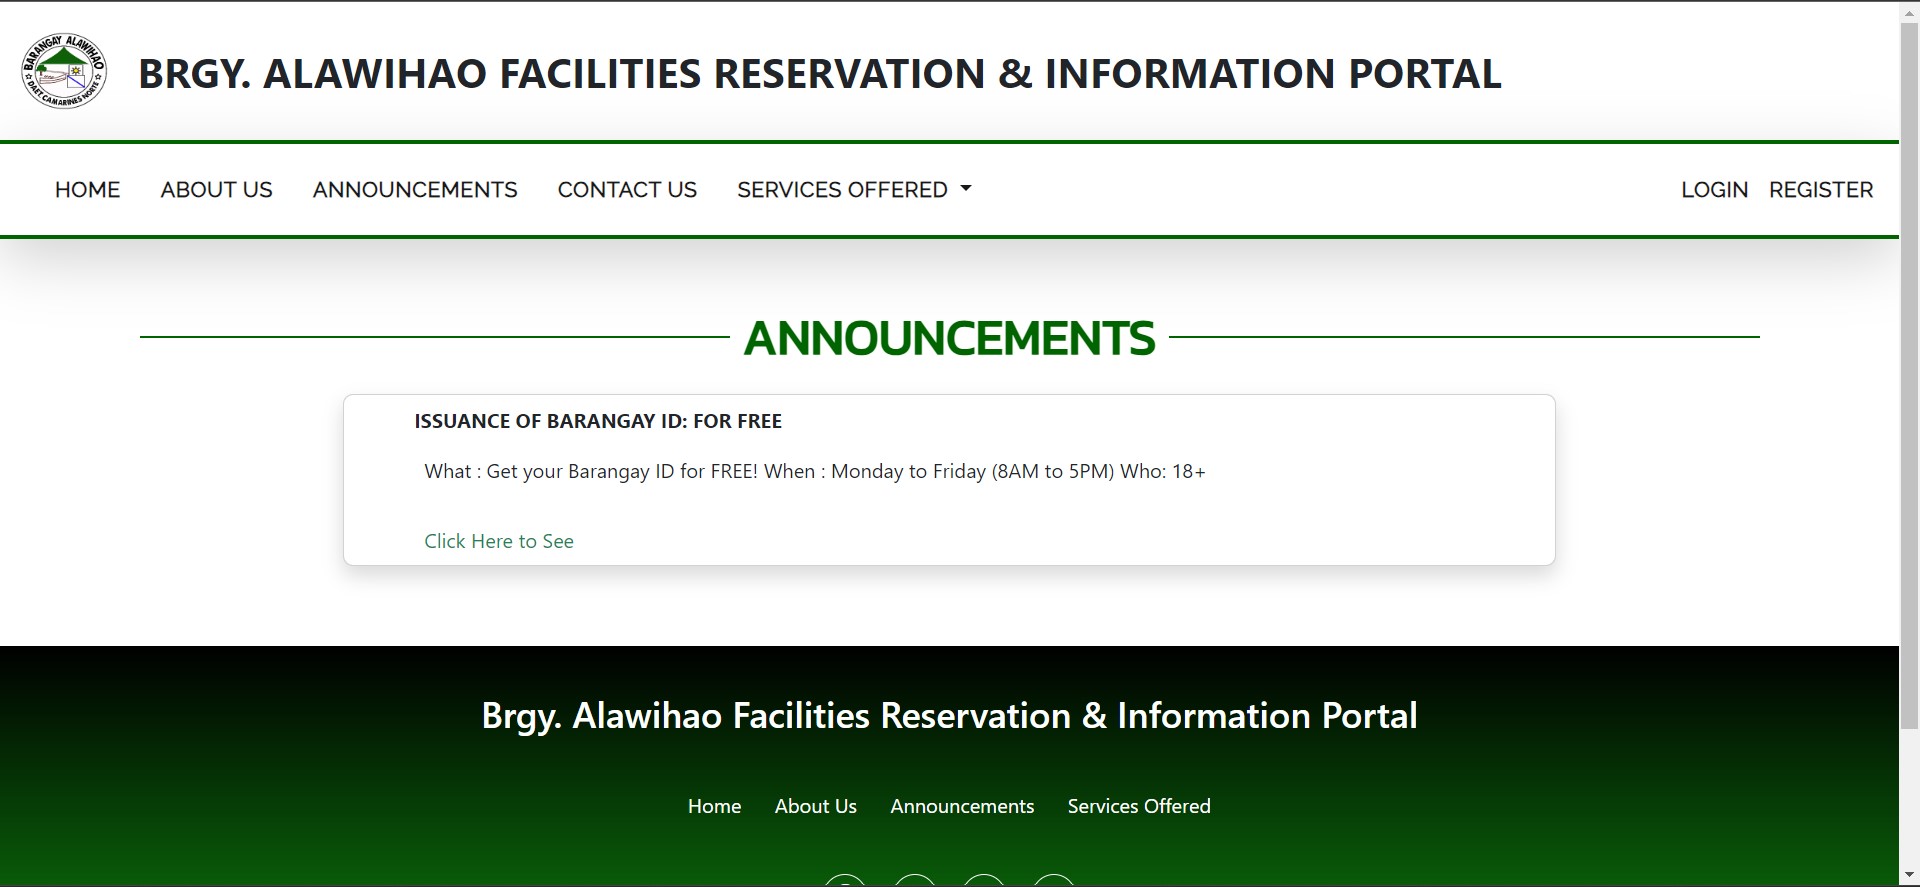 BARANGAY ALAWIHAO
DAET, CAMARINES NORTE
BRGY. ALAWIHAO FACILITIES RESERVATION & INFORMATION PORTAL
HOME ABOUT US ANNOUNCEMENTS CONTACT US SERVICES OFFERED LOGIN REGISTER
ANNOUNCEMENTS
ISSUANCE OF BARANGAY ID: FOR FREE
What : Get your Barangay ID for FREE! When : Monday to Friday (8AM to 5PM) Who: 18+
Click Here to See
Brgy. Alawihao Facilities Reservation & Information Portal
Home About Us Announcements Services Offered